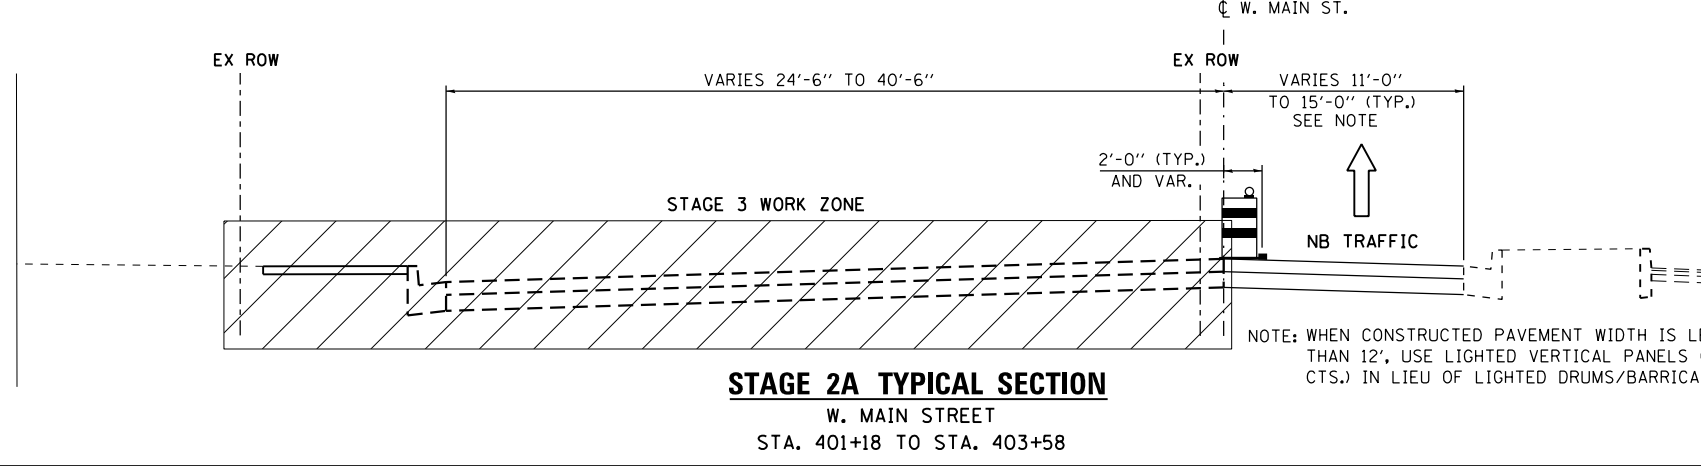 ℄ W. MAIN ST.
EX ROW
EX ROW
VARIES 24'-6" TO 40'-6"
VARIES 11'-0"
TO 15'-0" (TYP.)
SEE NOTE
2'-0" (TYP.)
AND VAR.
STAGE 3 WORK ZONE
NB TRAFFIC
NOTE: WHEN CONSTRUCTED PAVEMENT WIDTH IS
THAN 12', USE LIGHTED VERTICAL PANELS
CTS.) IN LIEU OF LIGHTED DRUMS/BARRICA
STAGE 2A TYPICAL SECTION
W. MAIN STREET
STA. 401+18 TO STA. 403+58